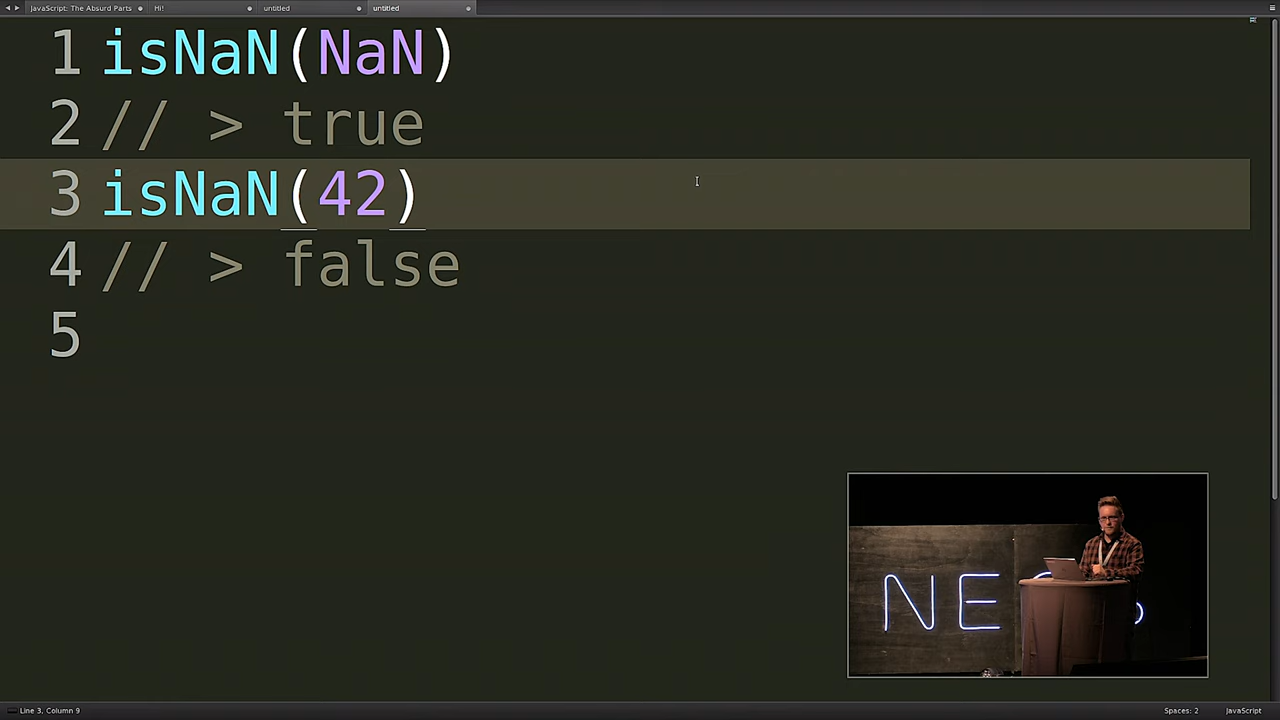 JavaScript: The Absurd Parts
Hi!
untitled
untitled
1 isNaN(NaN)
2 // > true
3 isNaN(42)
4 // > false
5
NE
Line 3, Column 9
Spaces: 2
JavaScript